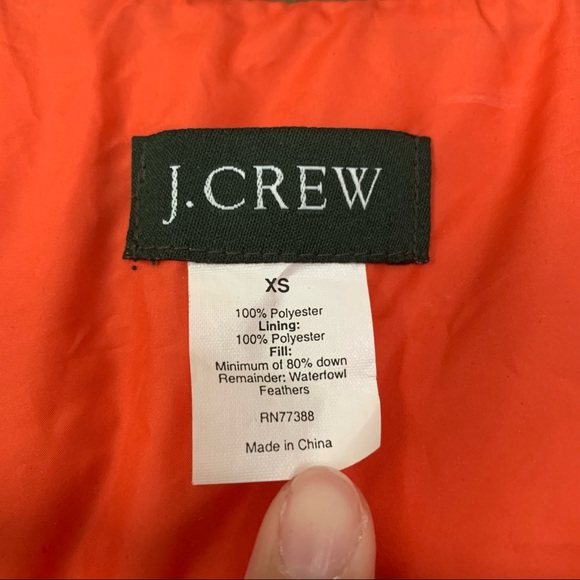 J.CREW
XS
100% Polyester
Lining:
100% Polyester
Fill:
Minimum of 80% down
Remainder: Waterfowl
Feathers
RN77388
Made in China